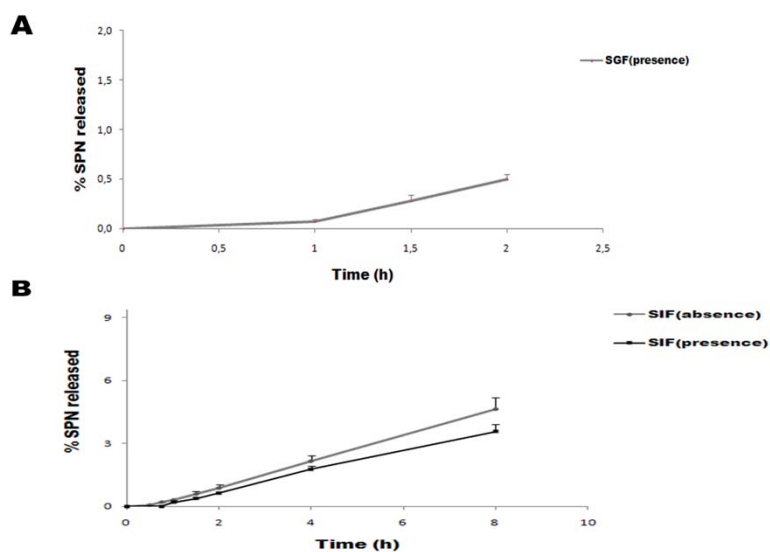 A
% SPN released
2,0
1,5
1,0
0,5
0,0
0
0,5
1
1,5
2
2,5
Time (h)
SGF(presence)
B
% SPN released
9
6
3
0
0
2
4
6
8
10
Time (h)
SIF(absence)
SIF(presence)